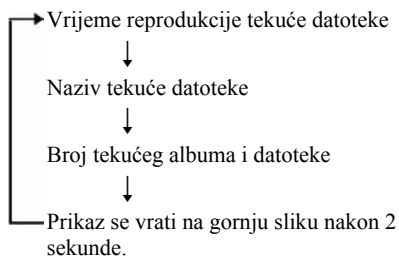 Vrijeme reprodukcije tekuće datoteke
Naziv tekuće datoteke
Broj tekućeg albuma i datoteke
Prikaz se vrati na gornju sliku nakon 2
sekunde.